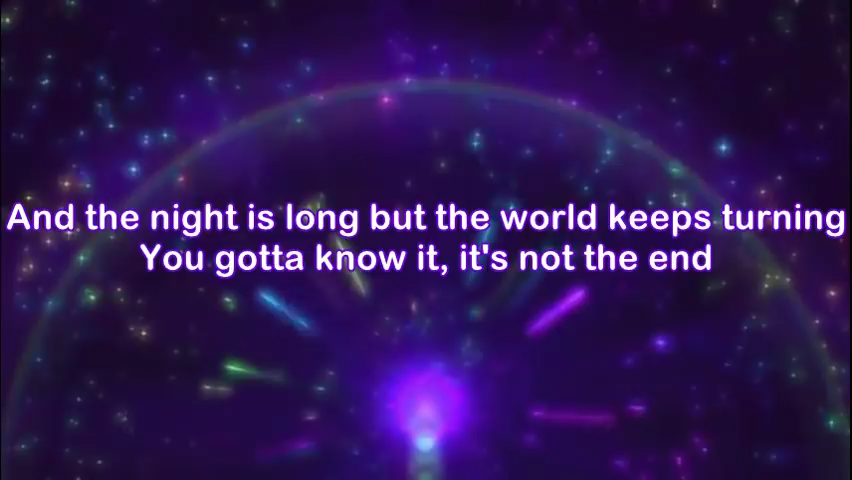 And the night is long but the world keeps turning
You gotta know it, it's not the end